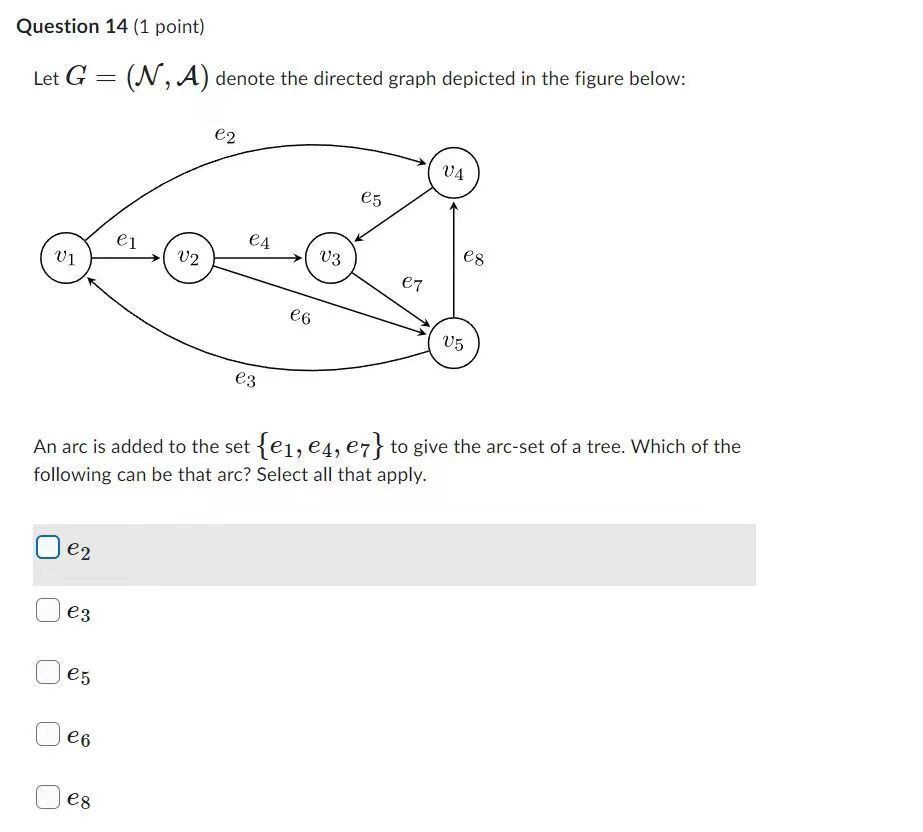 Question 14 (1 point)
Let G = (𝒩, 𝒜) denote the directed graph depicted in the figure below:
e₂
v₄
e₅
e₁
e₄
v₁
v₂
v₃
e₈
e₇
e₆
v₅
e₃
An arc is added to the set {e₁, e₄, e₇} to give the arc-set of a tree. Which of the
following can be that arc? Select all that apply.
e₂
e₃
e₅
e₆
e₈